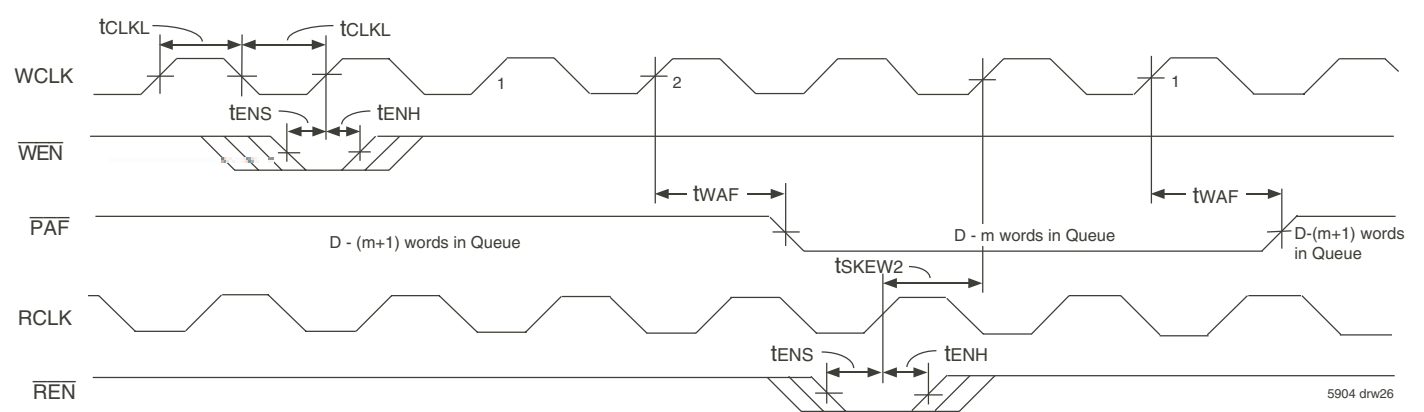 tCLKL
tCLKL
WCLK
1
2
1
tENS
tENH
WEN
tWAF
tWAF
PAF
D - (m+1) words in Queue
D - m words in Queue
D-(m+1) words
in Queue
tSKEW2
RCLK
tENS
tENH
REN
5904 drw26